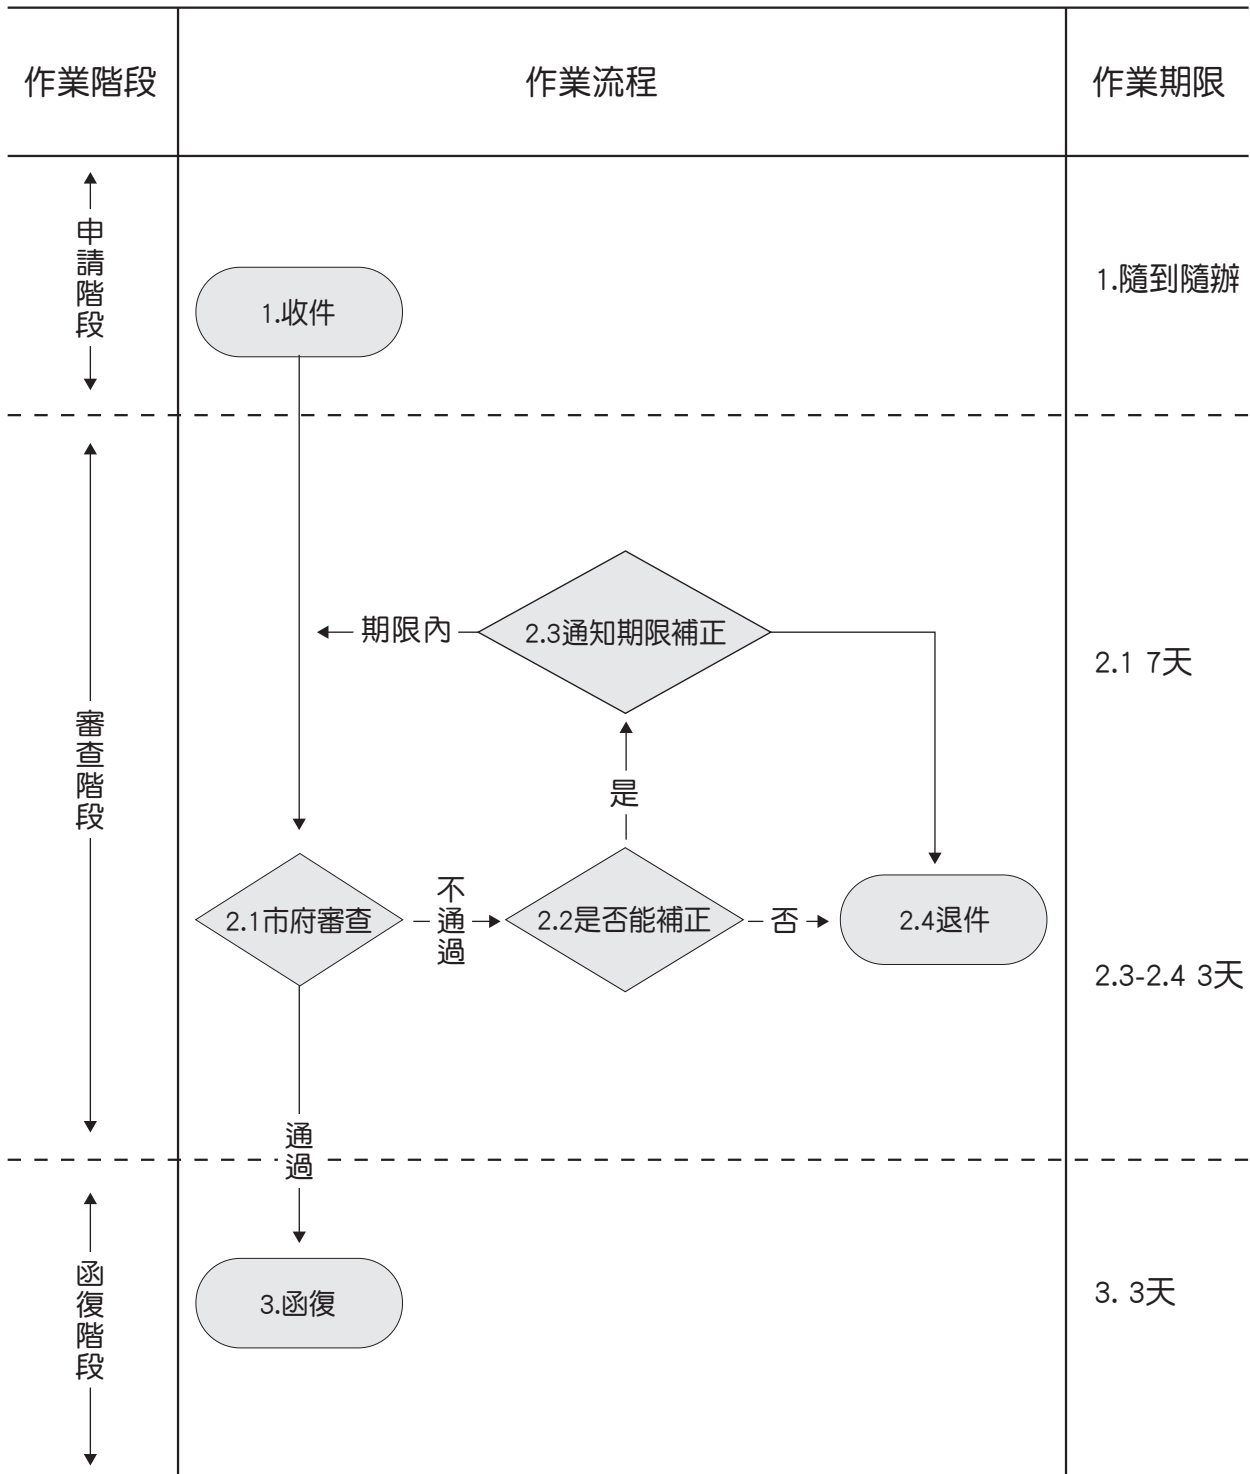 作業階段
作業流程
作業期限
申請階段
1.收件
1.隨到隨辦
審查階段
期限內
2.3通知期限補正
2.1 7天
是
2.1市府審查
不通過
2.2是否能補正
否
2.4退件
2.3-2.4 3天
通過
函復階段
3.函復
3. 3天